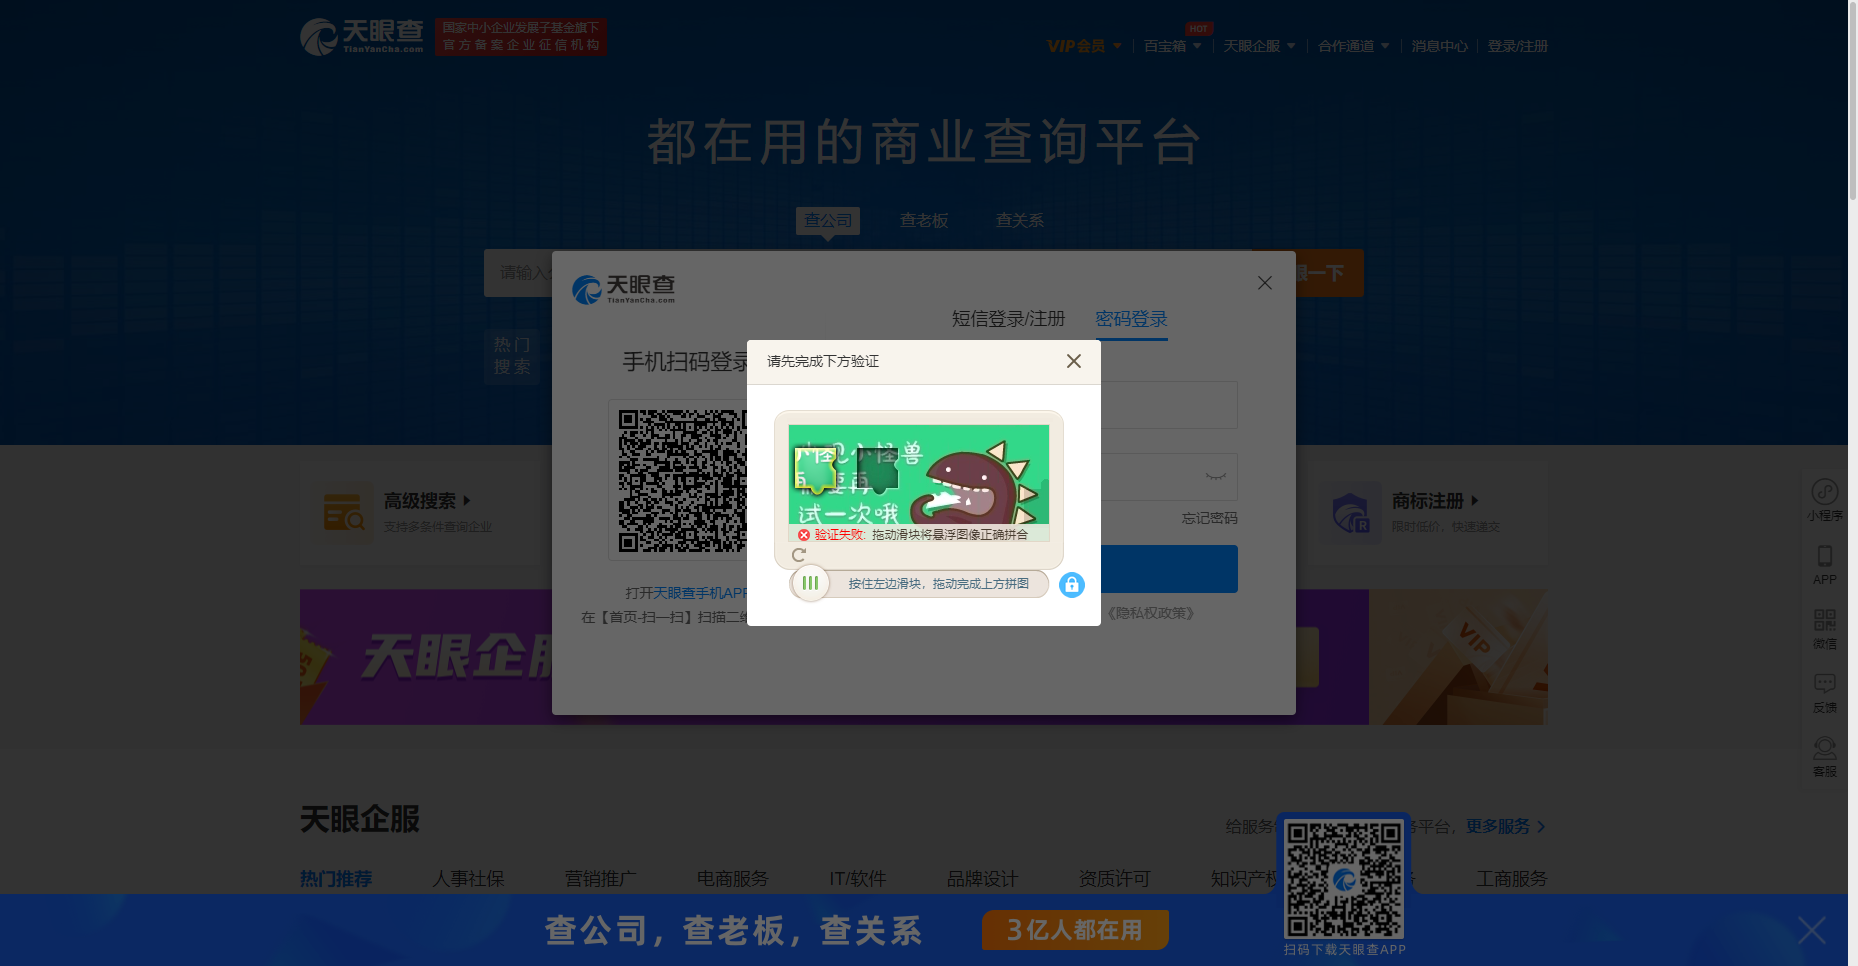 天眼查
TianYanCha.com
国家中小企业发展子基金旗下
官方备案企业征信机构
VIP会员
百宝箱
HOT
天眼企服
合作通道
消息中心
登录/注册
都在用的商业查询平台
查公司
查老板
查关系
请输入
一下
热门
搜索
天眼查
TianYanCha.com
短信登录/注册
密码登录
手机扫码登录
请先完成下方验证
小怪兽
再
试一次哦
验证失败: 拖动滑块将悬浮图像正确拼合
按住左边滑块，拖动完成上方拼图
忘记密码
打开天眼查手机APP
在【首页-扫一扫】扫描二
《隐私权政策》
高级搜索
支持多条件查询企业
商标注册
限时低价，快速递交
R
天眼企服
VIP
小程序
APP
微信
反馈
客服
天眼企服
给服务
平台，
更多服务
热门推荐
人事社保
营销推广
电商服务
IT/软件
品牌设计
资质许可
知识产权
工商服务
查公司，查老板，查关系
3亿人都在用
扫码下载天眼查APP